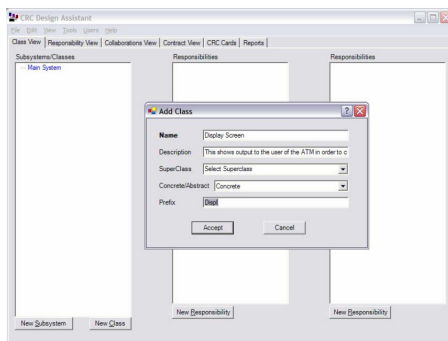 CRC Design Assistant
File Edit View Tools Users Help
Class View Responsability View Collaborations View Contract View CRC Cards Reports
Subsystems/Classes Responsibilities Responsibilities
Main System
Add Class
Name Display Screen
Description This shows output to the user of the ATM in order to c
SuperClass Select Superclass
Concrete/Abstract Concrete
Prefix Displ
Accept Cancel
New Responsibility New Responsibility
New Subsystem New Class